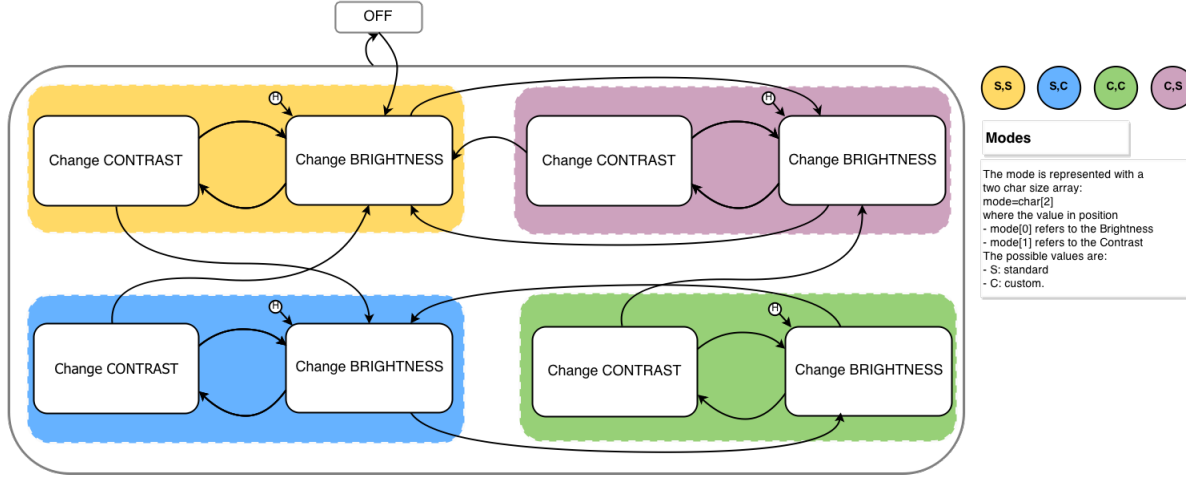 OFF
S,S
S,C
C,C
C,S
H
H
Change CONTRAST
Change BRIGHTNESS
Change CONTRAST
Change BRIGHTNESS
Modes
The mode is represented with a
two char size array:
mode=char[2]
where the value in position
- mode[0] refers to the Brightness
- mode[1] refers to the Contrast
The possible values are:
- S: standard
- C: custom.
H
H
Change CONTRAST
Change BRIGHTNESS
Change CONTRAST
Change BRIGHTNESS